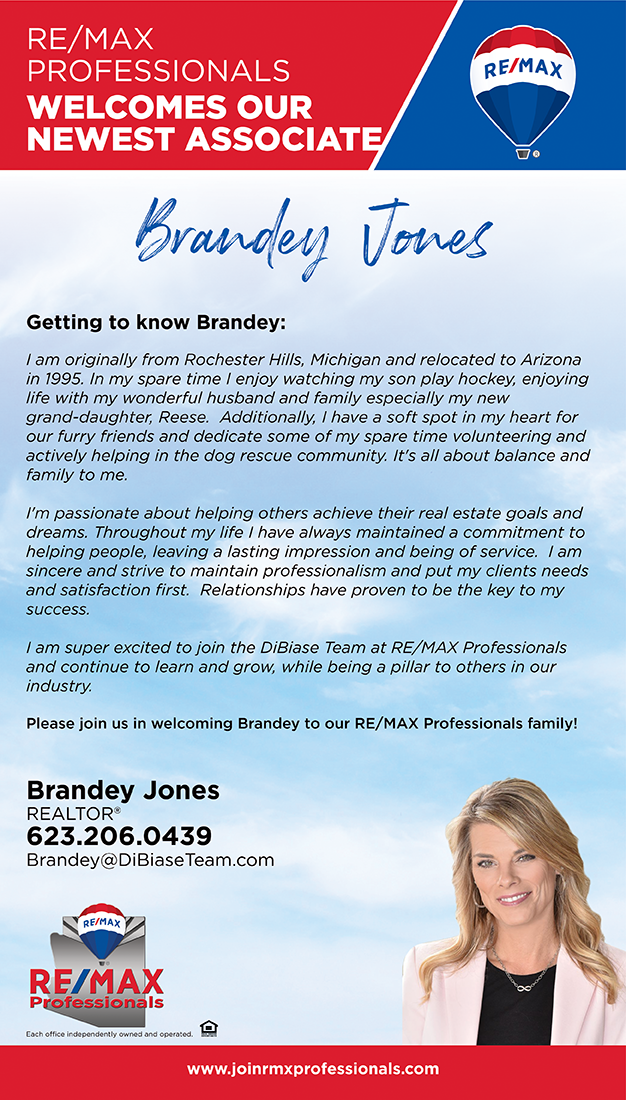 RE/MAX
PROFESSIONALS
WELCOMES OUR
NEWEST ASSOCIATE
RE/MAX
®
Brandey Jones
Getting to know Brandey:
I am originally from Rochester Hills, Michigan and relocated to Arizona
in 1995. In my spare time I enjoy watching my son play hockey, enjoying
life with my wonderful husband and family especially my new
grand-daughter, Reese.  Additionally, I have a soft spot in my heart for
our furry friends and dedicate some of my spare time volunteering and
actively helping in the dog rescue community. It's all about balance and
family to me.
I'm passionate about helping others achieve their real estate goals and
dreams. Throughout my life I have always maintained a commitment to
helping people, leaving a lasting impression and being of service.  I am
sincere and strive to maintain professionalism and put my clients needs
and satisfaction first.  Relationships have proven to be the key to my
success.
I am super excited to join the DiBiase Team at RE/MAX Professionals
and continue to learn and grow, while being a pillar to others in our
industry.
Please join us in welcoming Brandey to our RE/MAX Professionals family!
Brandey Jones
REALTOR®
623.206.0439
Brandey@DiBiaseTeam.com
RE/MAX
RE/MAX
Professionals
Each office independently owned and operated.
www.joinrmxprofessionals.com